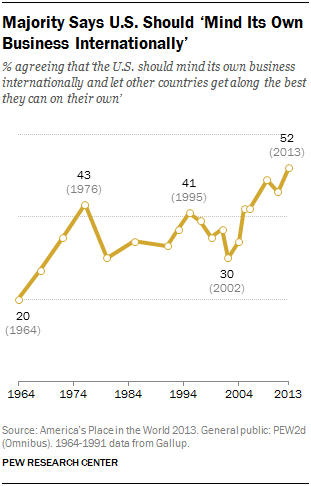 Majority Says U.S. Should ‘Mind Its Own
Business Internationally’
% agreeing that ‘the U.S. should mind its own business
internationally and let other countries get along the best
they can on their own’
52
(2013)
43
(1976)
41
(1995)
30
(2002)
20
(1964)
1964 1974 1984 1994 2004 2013
Source: America’s Place in the World 2013. General public: PEW2d
(Omnibus). 1964-1991 data from Gallup.
PEW RESEARCH CENTER